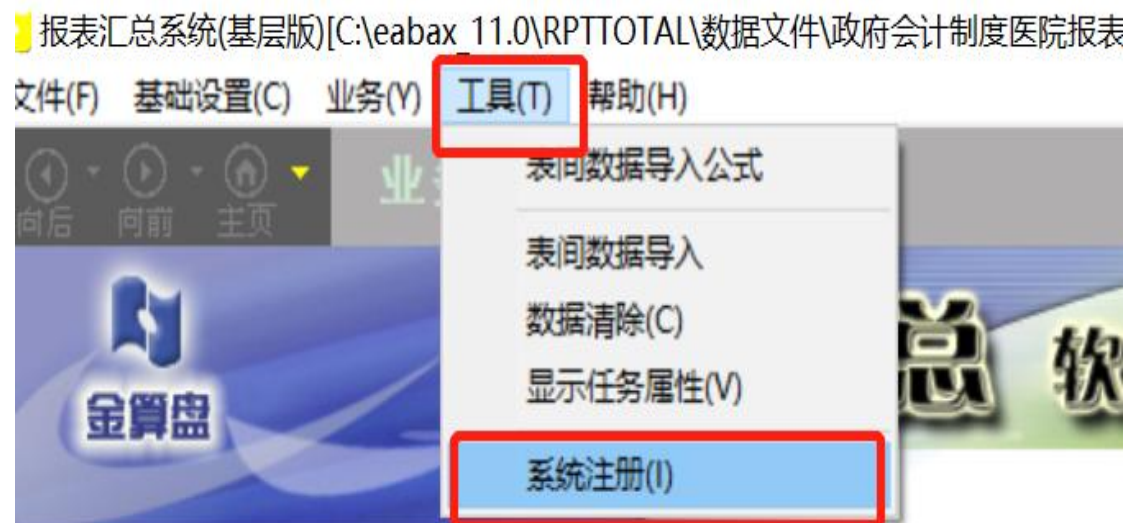 报表汇总系统(基层版)[C:\eabax_11.0\RPTTOTAL\数据文件\政府会计制度医院报表
文件(F) 基础设置(C) 业务(Y) 工具(T) 帮助(H)
向后 向前 主页 业
表间数据导入公式
表间数据导入
数据清除(C)
显示任务属性(V)
系统注册(I)
金算盘
总 软